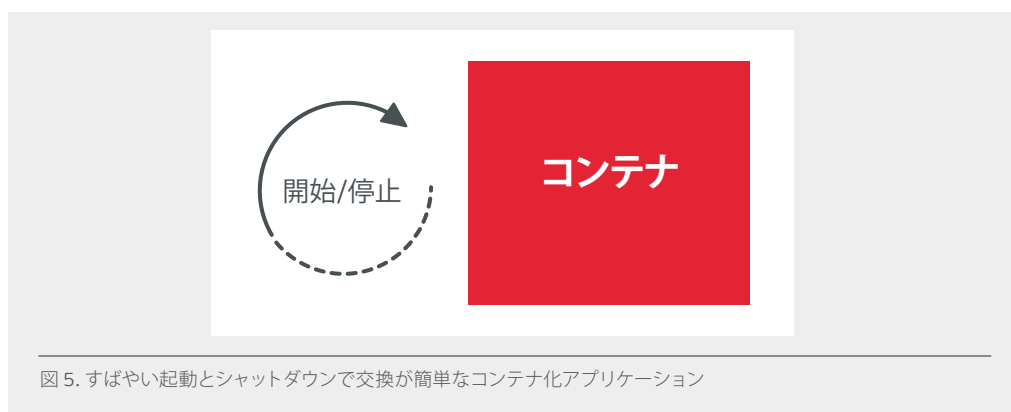 開始/停止
コンテナ
図 5. すばやい起動とシャットダウンで交換が簡単なコンテナ化アプリケーション